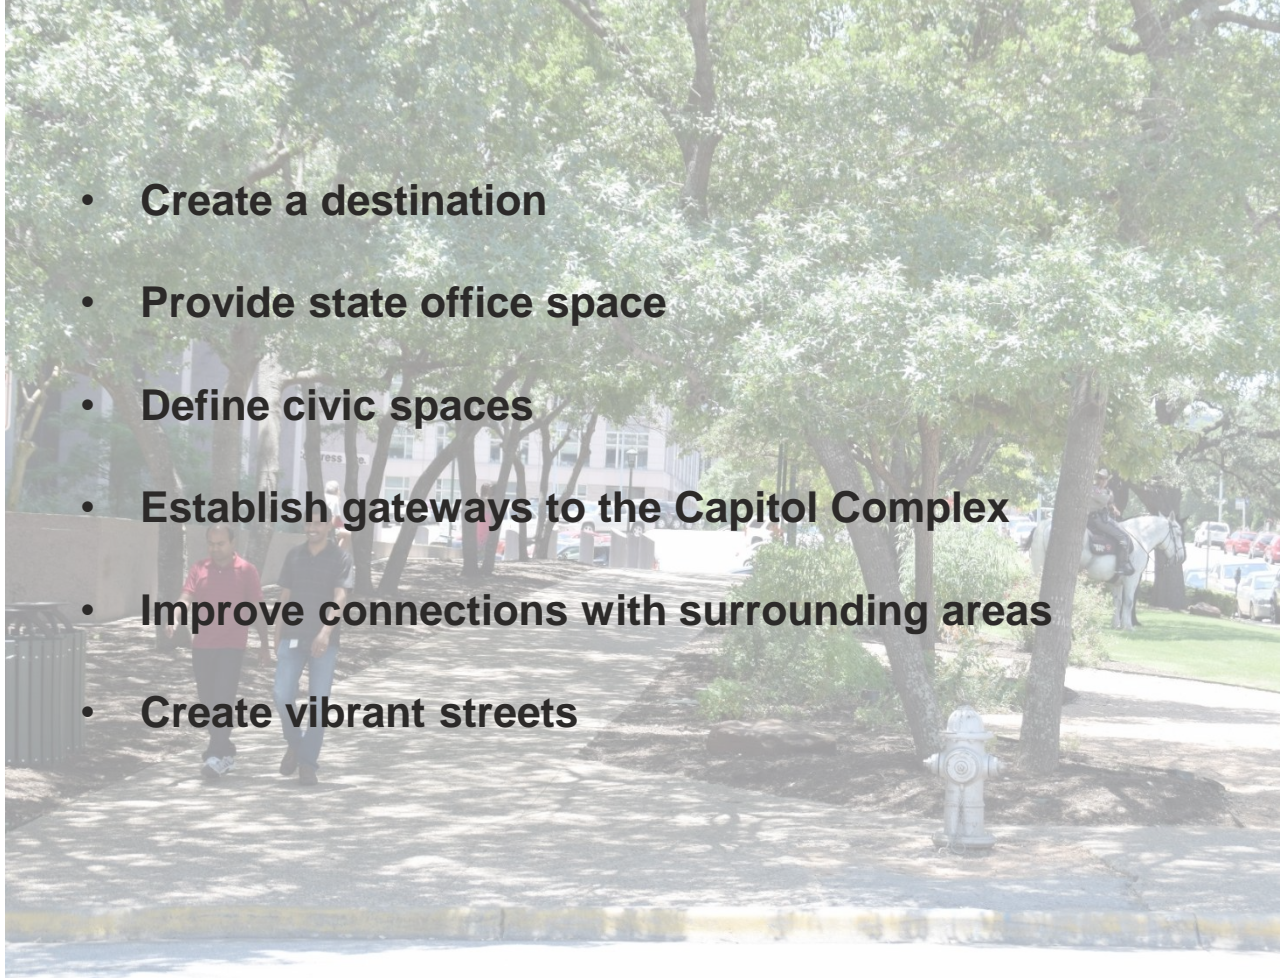 • Create a destination
• Provide state office space
• Define civic spaces
• Establish gateways to the Capitol Complex
• Improve connections with surrounding areas
• Create vibrant streets